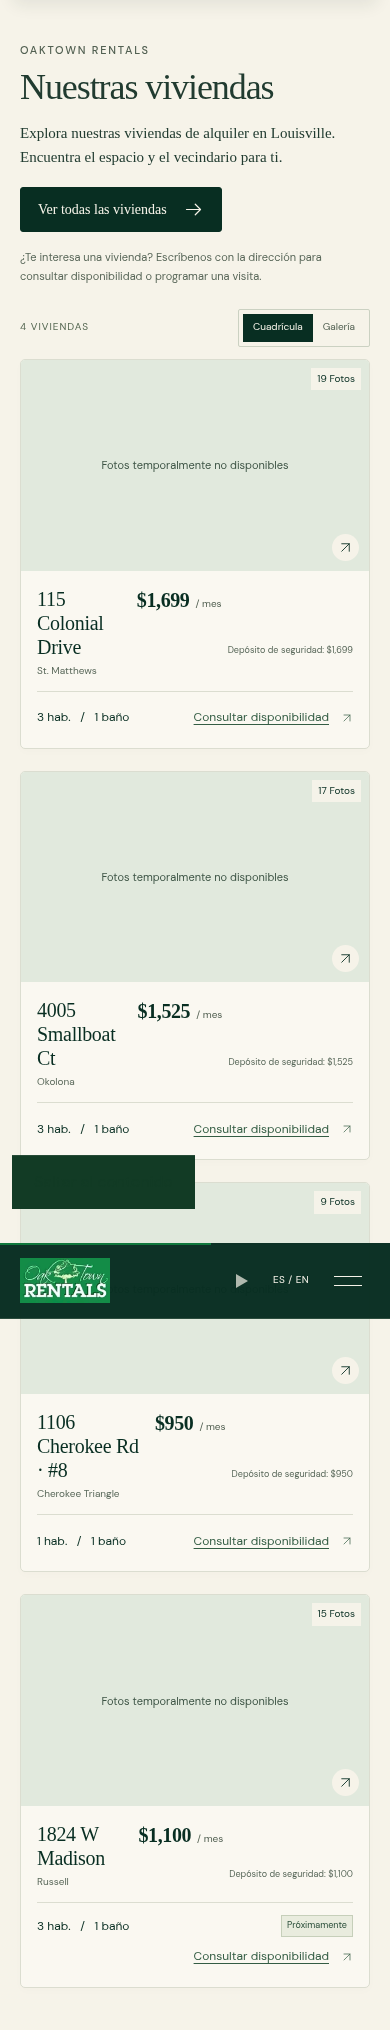 OAKTOWN RENTALS
Nuestras viviendas
Explora nuestras viviendas de alquiler en Louisville.
Encuentra el espacio y el vecindario para ti.
Ver todas las viviendas
¿Te interesa una vivienda? Escríbenos con la dirección para
consultar disponibilidad o programar una visita.
4 VIVIENDAS
Cuadrícula
Galería
19 Fotos
Fotos temporalmente no disponibles
115
Colonial
Drive
$1,699 / mes
Depósito de seguridad: $1,699
St. Matthews
3 hab. / 1 baño
Consultar disponibilidad
17 Fotos
Fotos temporalmente no disponibles
4005
Smallboat
Ct
$1,525 / mes
Depósito de seguridad: $1,525
Okolona
3 hab. / 1 baño
Consultar disponibilidad
9 Fotos
Oak Town
RENTALS
ES / EN
1106
Cherokee Rd
· #8
$950 / mes
Depósito de seguridad: $950
Cherokee Triangle
1 hab. / 1 baño
Consultar disponibilidad
15 Fotos
Fotos temporalmente no disponibles
1824 W
Madison
$1,100 / mes
Depósito de seguridad: $1,100
Russell
3 hab. / 1 baño
Próximamente
Consultar disponibilidad